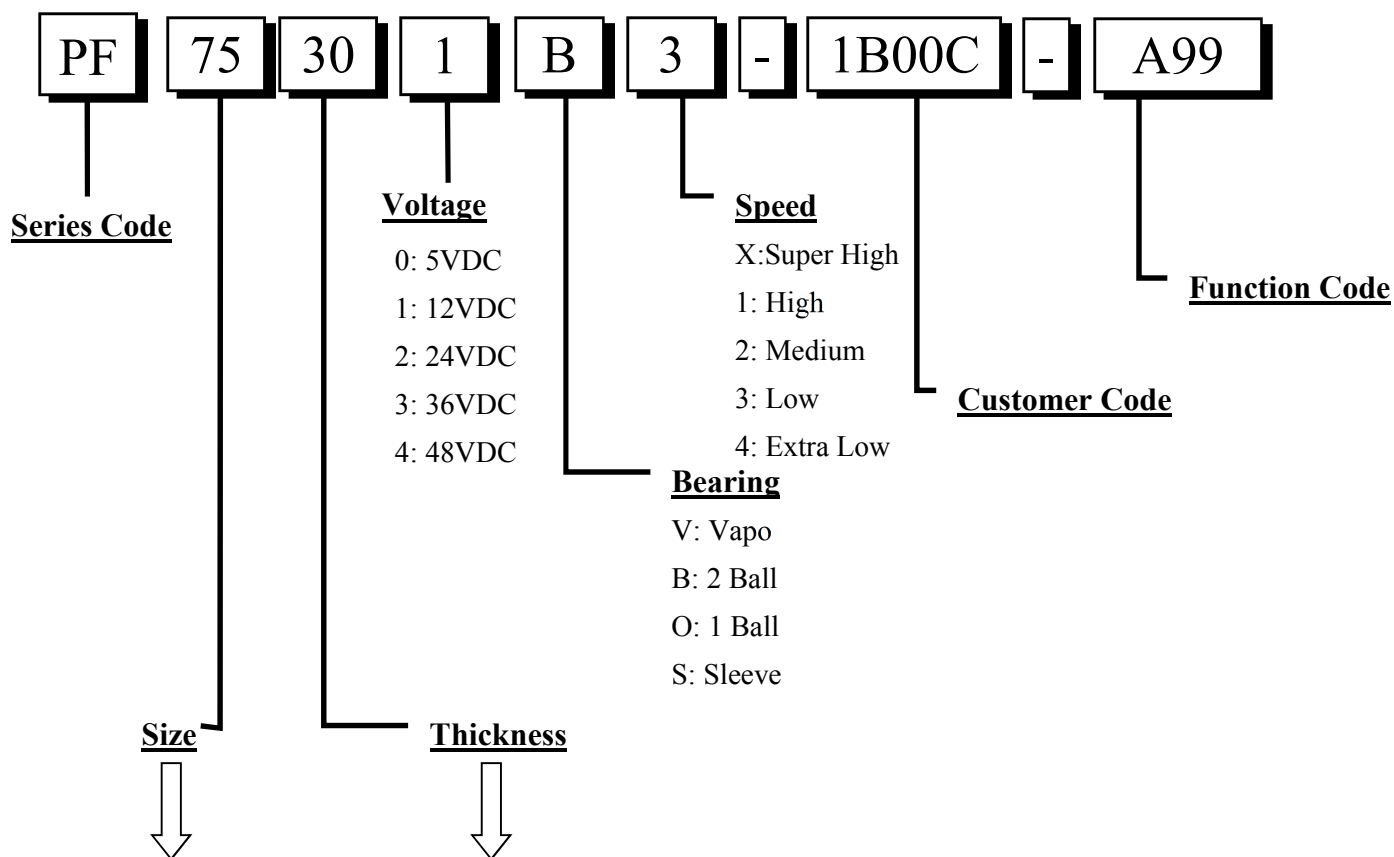 PF 75 30 1 B 3 - 1B00C - A99
Series Code
Voltage
0: 5VDC
1: 12VDC
2: 24VDC
3: 36VDC
4: 48VDC
Speed
X:Super High
1: High
2: Medium
3: Low
4: Extra Low
Function Code
Customer Code
Bearing
V: Vapo
B: 2 Ball
O: 1 Ball
S: Sleeve
Size
Thickness